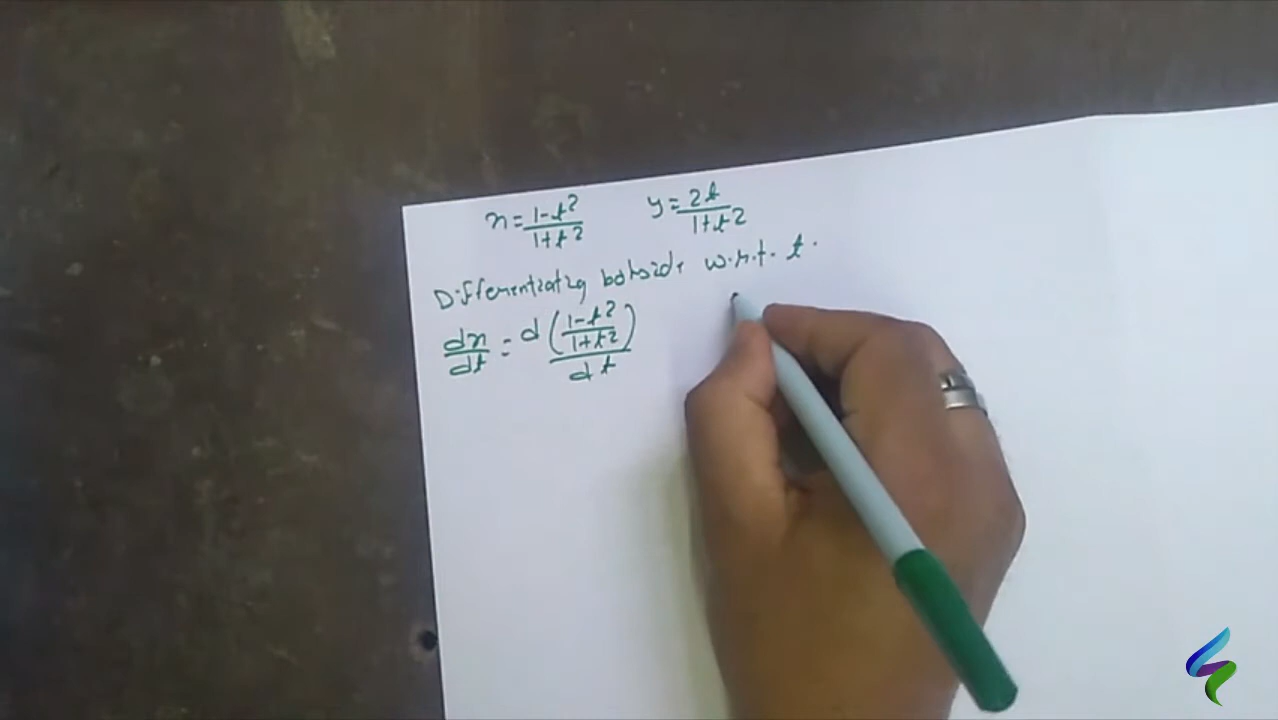 x = (1-t²)/(1+t²)   y = 2t/(1+t²)
Differentiating bothside w.r.t. t.
dx/dt = d((1-t²)/(1+t²))/dt